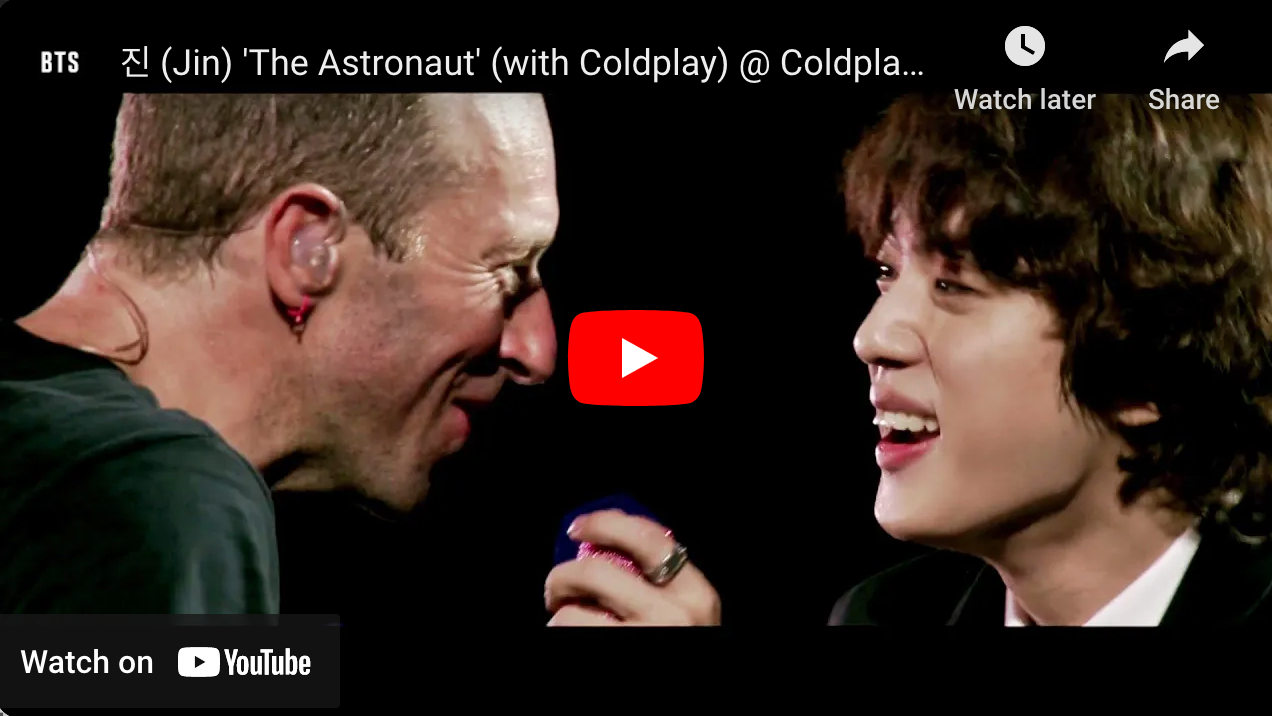 BTS
진 (Jin) 'The Astronaut' (with Coldplay) @ Coldpla...
Watch later
Share
Watch on YouTube